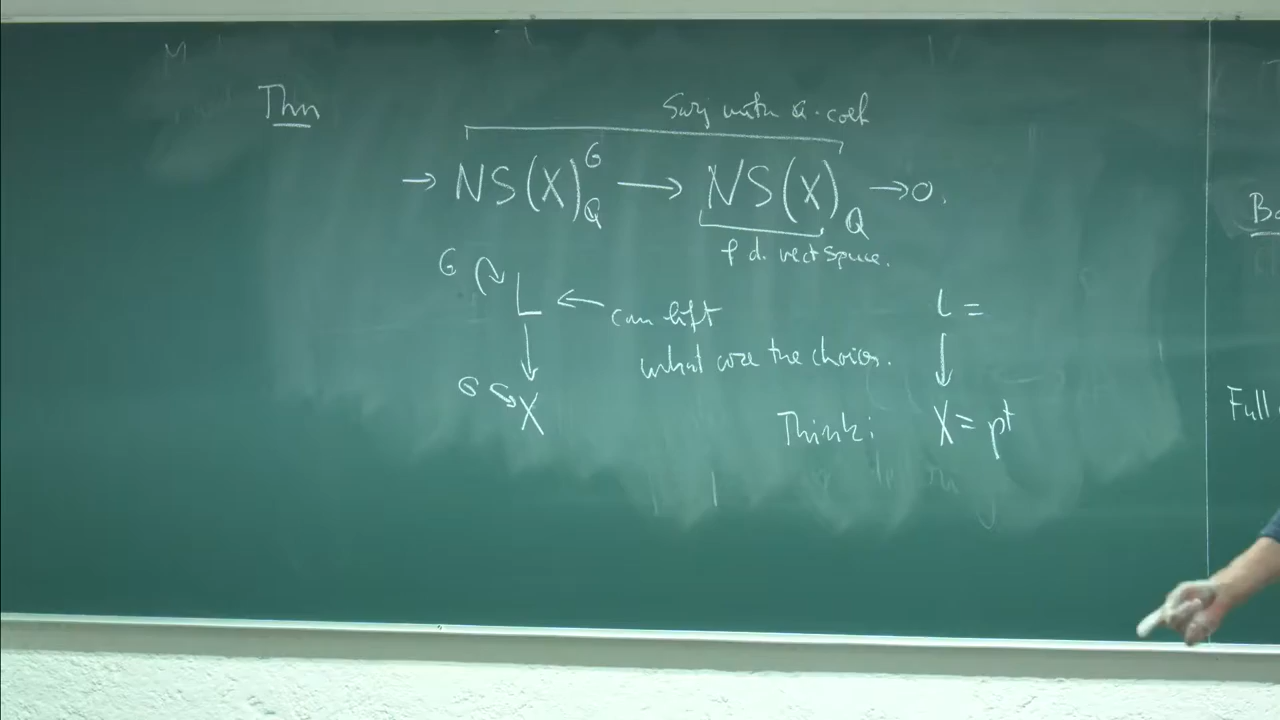 Thm
Surj with Q-coef
→ NS(X)^G_Q → NS(X)_Q → 0.
f d. vect space.
G L ← can lift
what are the choices.
L =
G X
Think: X = pt
Full